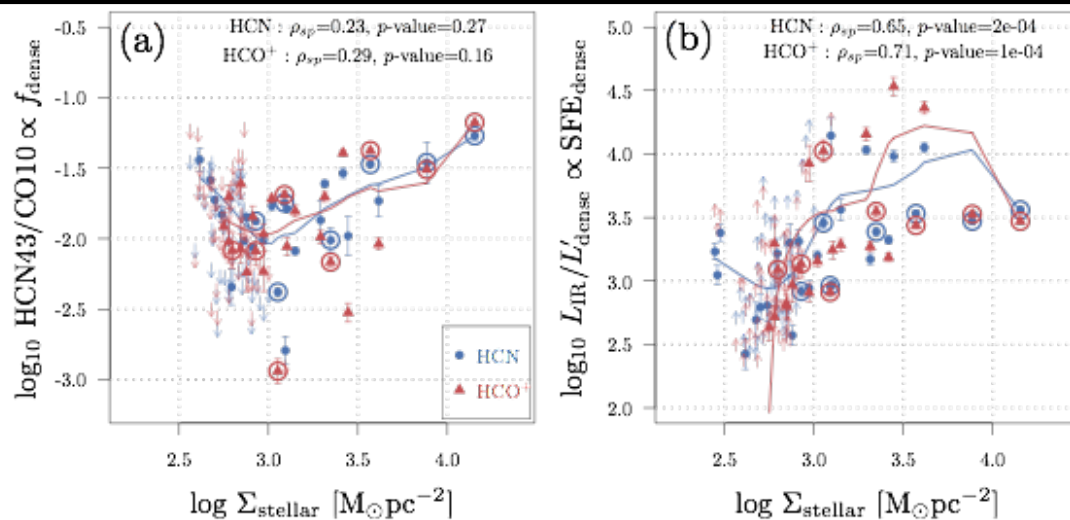 (a)
HCN : ρsp=0.23, p-value=0.27
HCO+ : ρsp=0.29, p-value=0.16
log10 HCN43/CO10 ∝ fdense
-0.5
-1.0
-1.5
-2.0
-2.5
-3.0
HCN
HCO+
2.5 3.0 3.5 4.0
log Σstellar [M⊙pc−2]
(b)
HCN : ρsp=0.65, p-value=2e-04
HCO+ : ρsp=0.71, p-value=1e-04
log10 LIR/L′dense ∝ SFEdense
5.0
4.5
4.0
3.5
3.0
2.5
2.0
2.5 3.0 3.5 4.0
log Σstellar [M⊙pc−2]